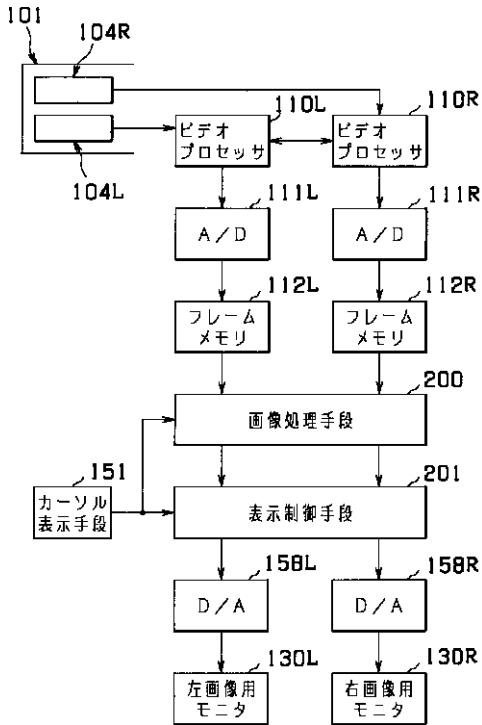 101
104R
104L
110L
110R
ビデオ
プロセッサ
ビデオ
プロセッサ
111L
111R
A/D
A/D
112L
112R
フレーム
メモリ
フレーム
メモリ
200
画像処理手段
151
カーソル
表示手段
201
表示制御手段
158L
158R
D/A
D/A
130L
130R
左画像用
モニタ
右画像用
モニタ